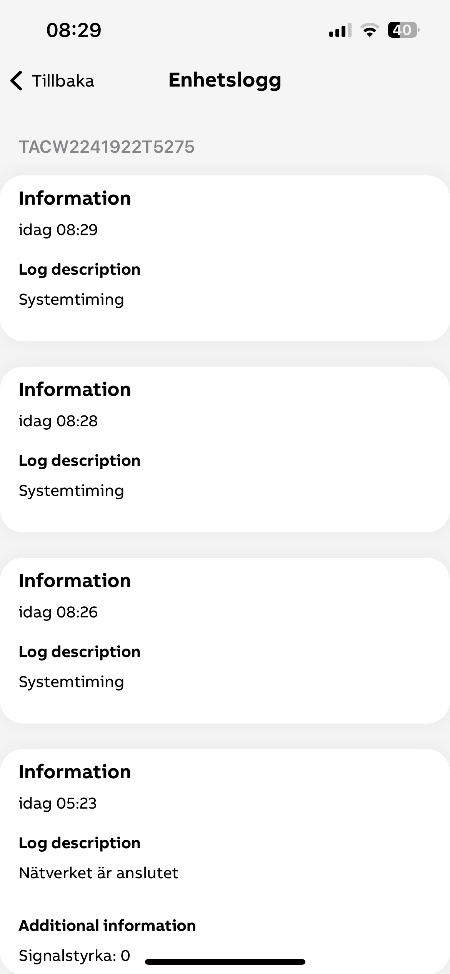 08:29
40
Tillbaka
Enhetslogg
TACW2241922T5275
Information
idag 08:29
Log description
Systemtiming
Information
idag 08:28
Log description
Systemtiming
Information
idag 08:26
Log description
Systemtiming
Information
idag 05:23
Log description
Nätverket är anslutet
Additional information
Signalstyrka: 0